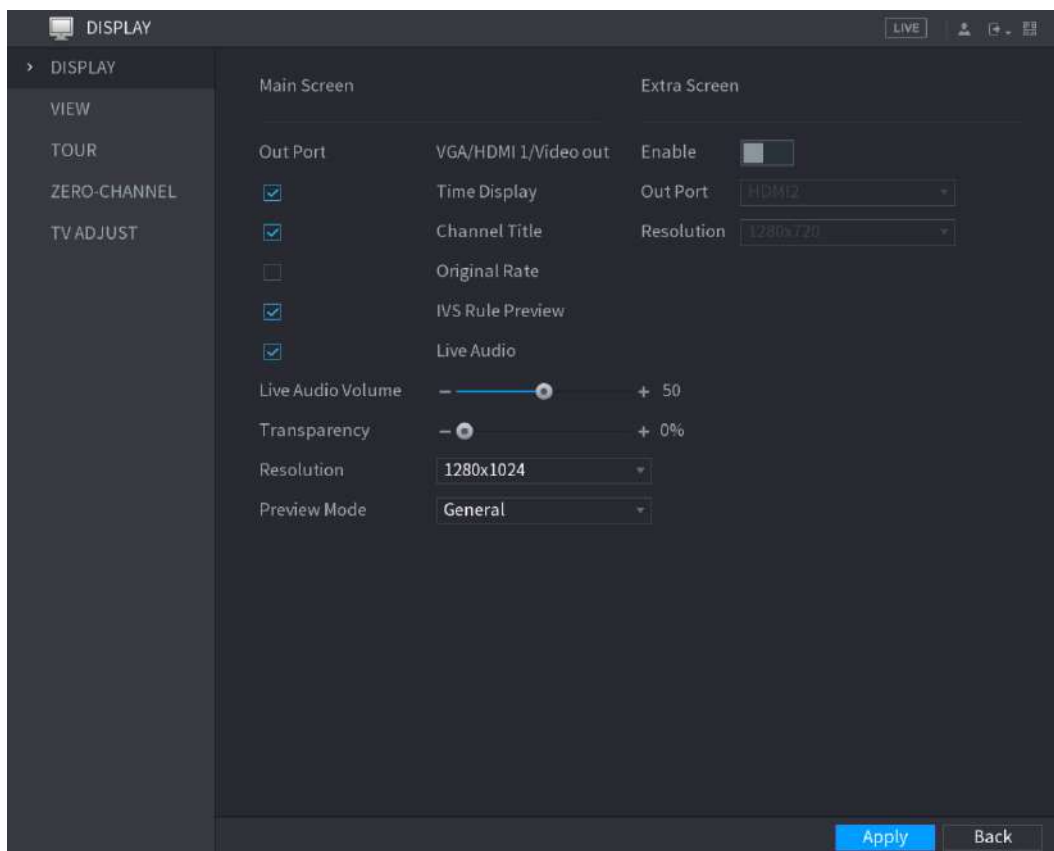 DISPLAY
LIVE
DISPLAY
VIEW
TOUR
ZERO-CHANNEL
TV ADJUST
Main Screen
Extra Screen
Out Port VGA/HDMI 1/Video out
Enable
Time Display
Out Port HDMI2
Channel Title
Resolution 1280x720
Original Rate
IVS Rule Preview
Live Audio
Live Audio Volume − + 50
Transparency − + 0%
Resolution 1280x1024
Preview Mode General
Apply
Back